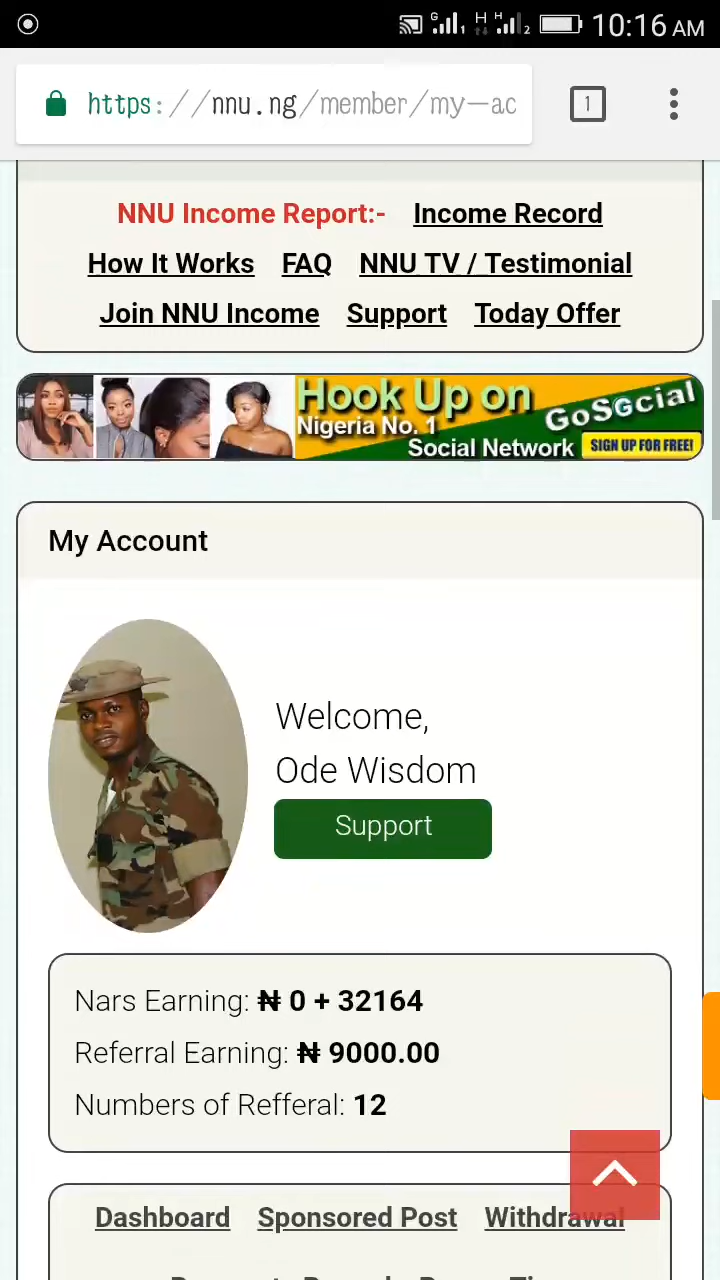 G 1 H H 2 10:16 AM
https://nnu.ng/member/my-ac 1
NNU Income Report:- Income Record
How It Works FAQ NNU TV / Testimonial
Join NNU Income Support Today Offer
Hook Up on
Nigeria No. 1
GoSocial
Social Network SIGN UP FOR FREE!
My Account
Welcome,
Ode Wisdom
Support
Nars Earning: ₦ 0 + 32164
Referral Earning: ₦ 9000.00
Numbers of Refferal: 12
Dashboard Sponsored Post Withdrawal